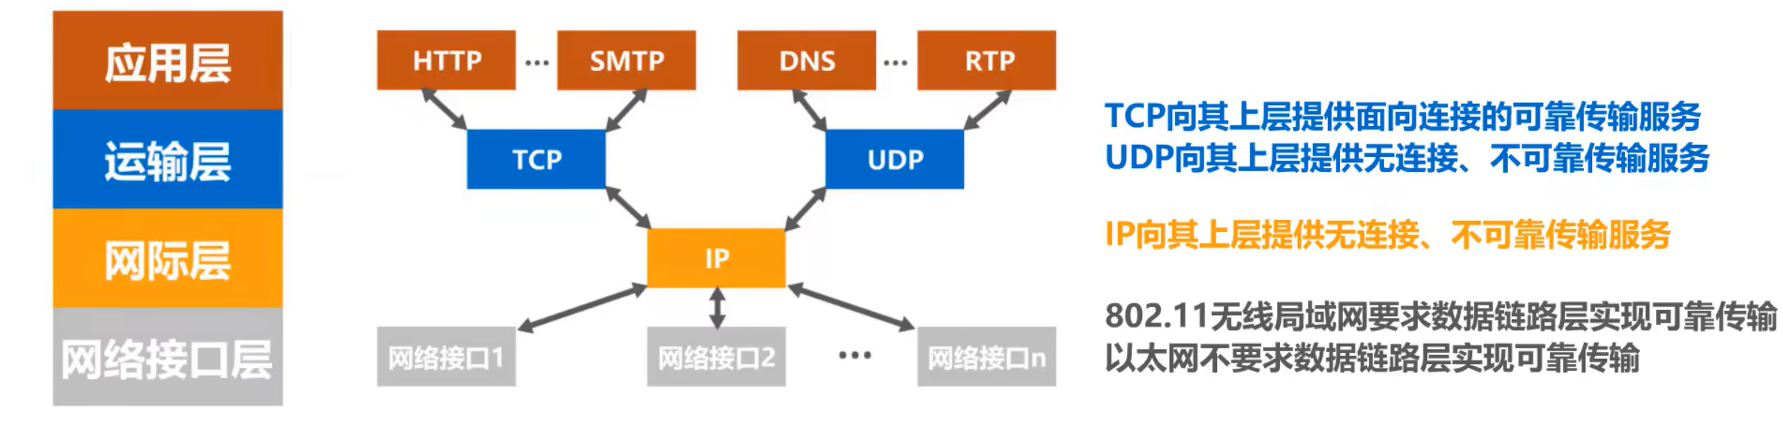 应用层
运输层
网际层
网络接口层
HTTP ... SMTP DNS ... RTP
TCP UDP
IP
网络接口1 网络接口2 ... 网络接口n
TCP向其上层提供面向连接的可靠传输服务
UDP向其上层提供无连接、不可靠传输服务
IP向其上层提供无连接、不可靠传输服务
802.11无线局域网要求数据链路层实现可靠传输
以太网不要求数据链路层实现可靠传输